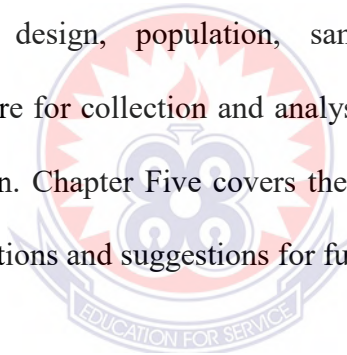 design, population, san
re for collection and analys
n. Chapter Five covers the
tions and suggestions for fu
EDUCATION FOR SERVICE